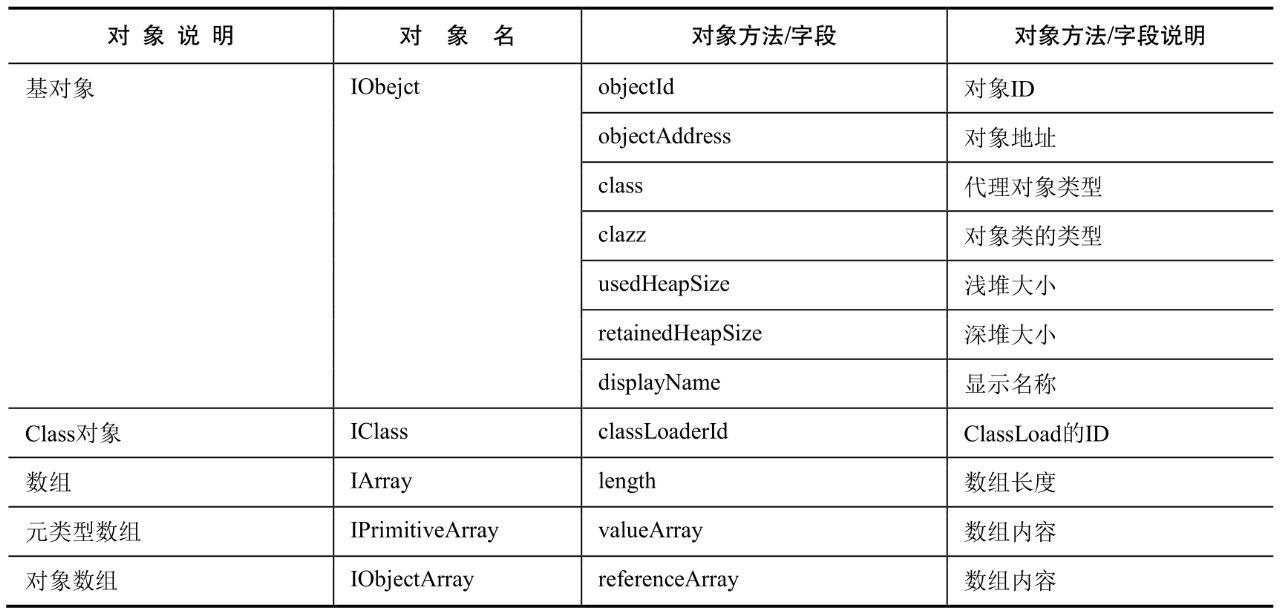 对象说明 对象名 对象方法/字段 对象方法/字段说明
基对象 IObejct objectId 对象ID
objectAddress 对象地址
class 代理对象类型
clazz 对象类的类型
usedHeapSize 浅堆大小
retainedHeapSize 深堆大小
displayName 显示名称
Class对象 IClass classLoaderId ClassLoad的ID
数组 IArray length 数组长度
元类型数组 IPrimitiveArray valueArray 数组内容
对象数组 IObjectArray referenceArray 数组内容